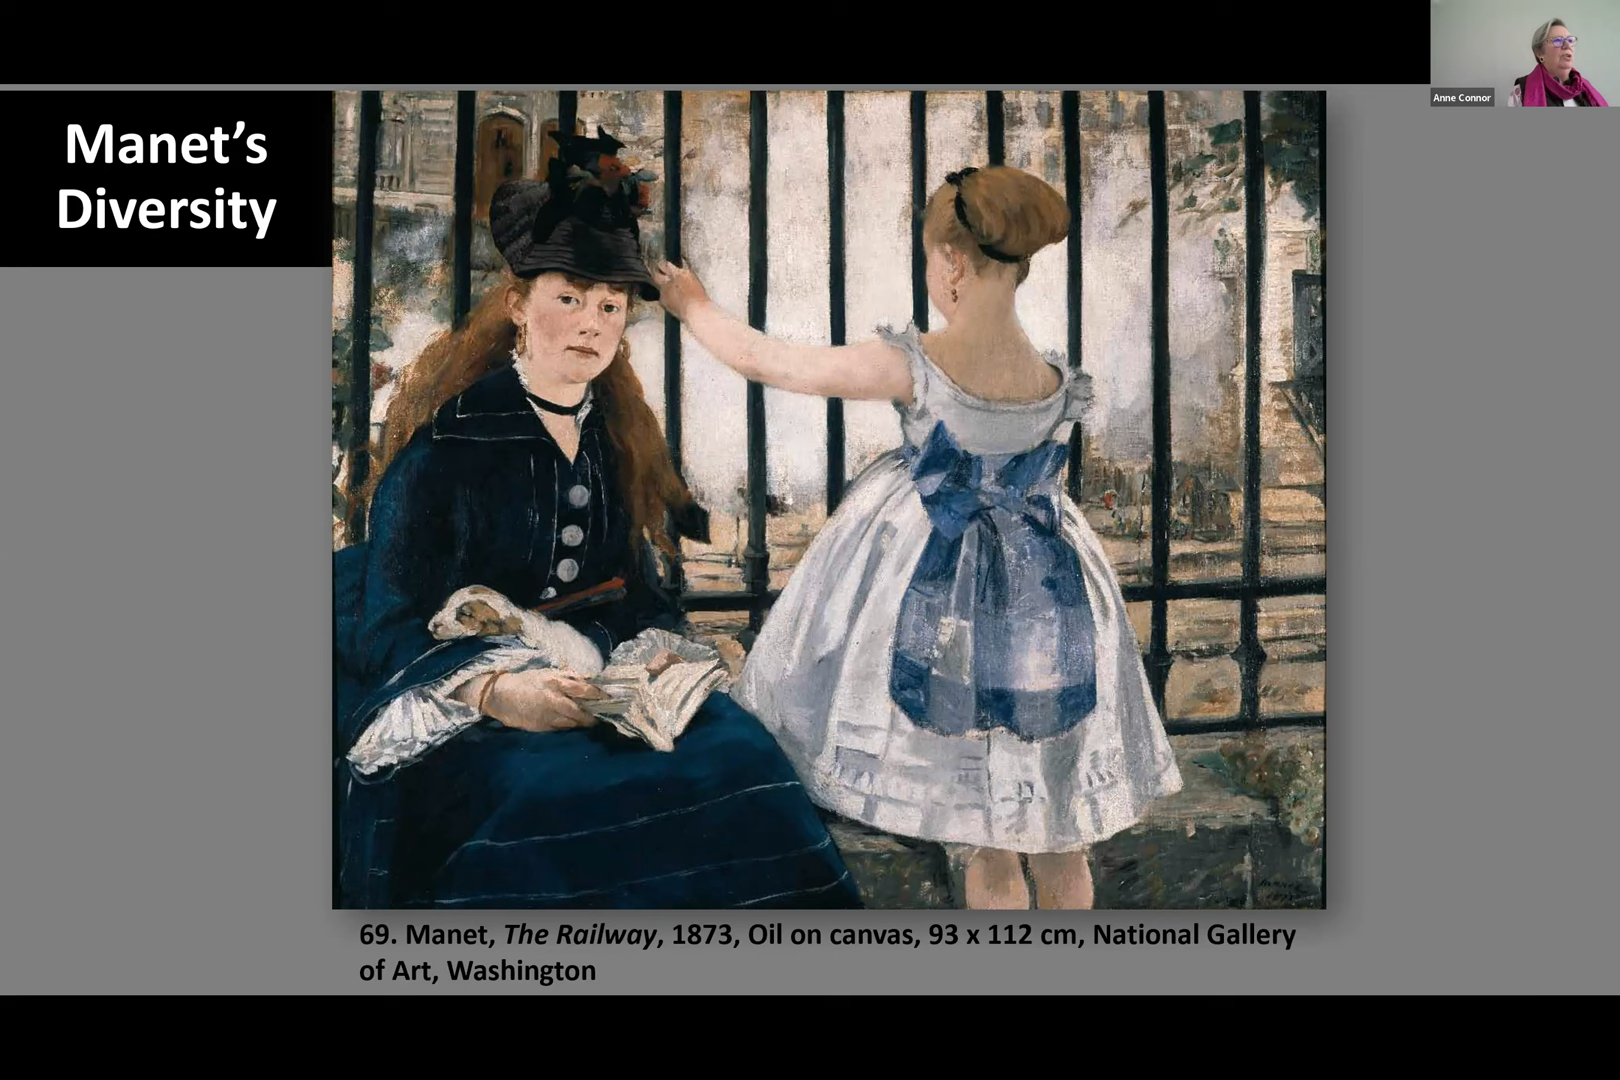 Anne Connor
Manet’s
Diversity
69. Manet, The Railway, 1873, Oil on canvas, 93 x 112 cm, National Gallery
of Art, Washington